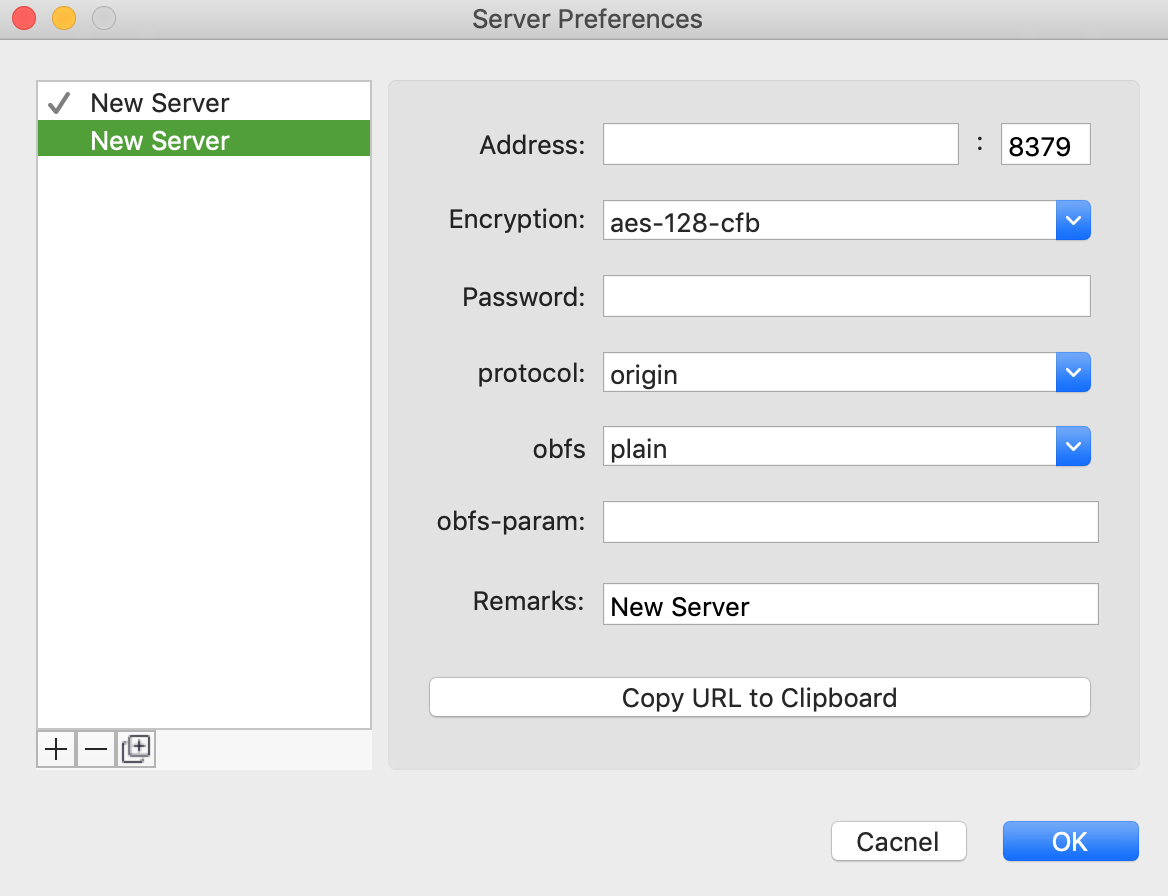 Server Preferences
New Server
New Server
Address: : 8379
Encryption: aes-128-cfb
Password:
protocol: origin
obfs plain
obfs-param:
Remarks: New Server
Copy URL to Clipboard
Cacnel OK